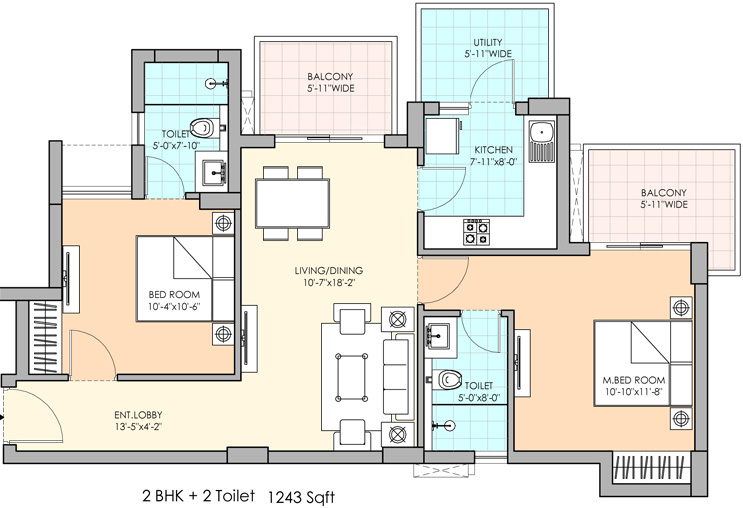 UTILITY
5'-11"WIDE
BALCONY
5'-11"WIDE
TOILET
5'-0"x7'-10"
KITCHEN
7'-11"x8'-0"
BALCONY
5'-11"WIDE
LIVING/DINING
10'-7"x18'-2"
BED ROOM
10'-4"x10'-6"
TOILET
5'-0"x8'-0"
M.BED ROOM
10'-10"x11'-8"
ENT.LOBBY
13'-5"x4'-2"
2 BHK + 2 Toilet 1243 Sqft